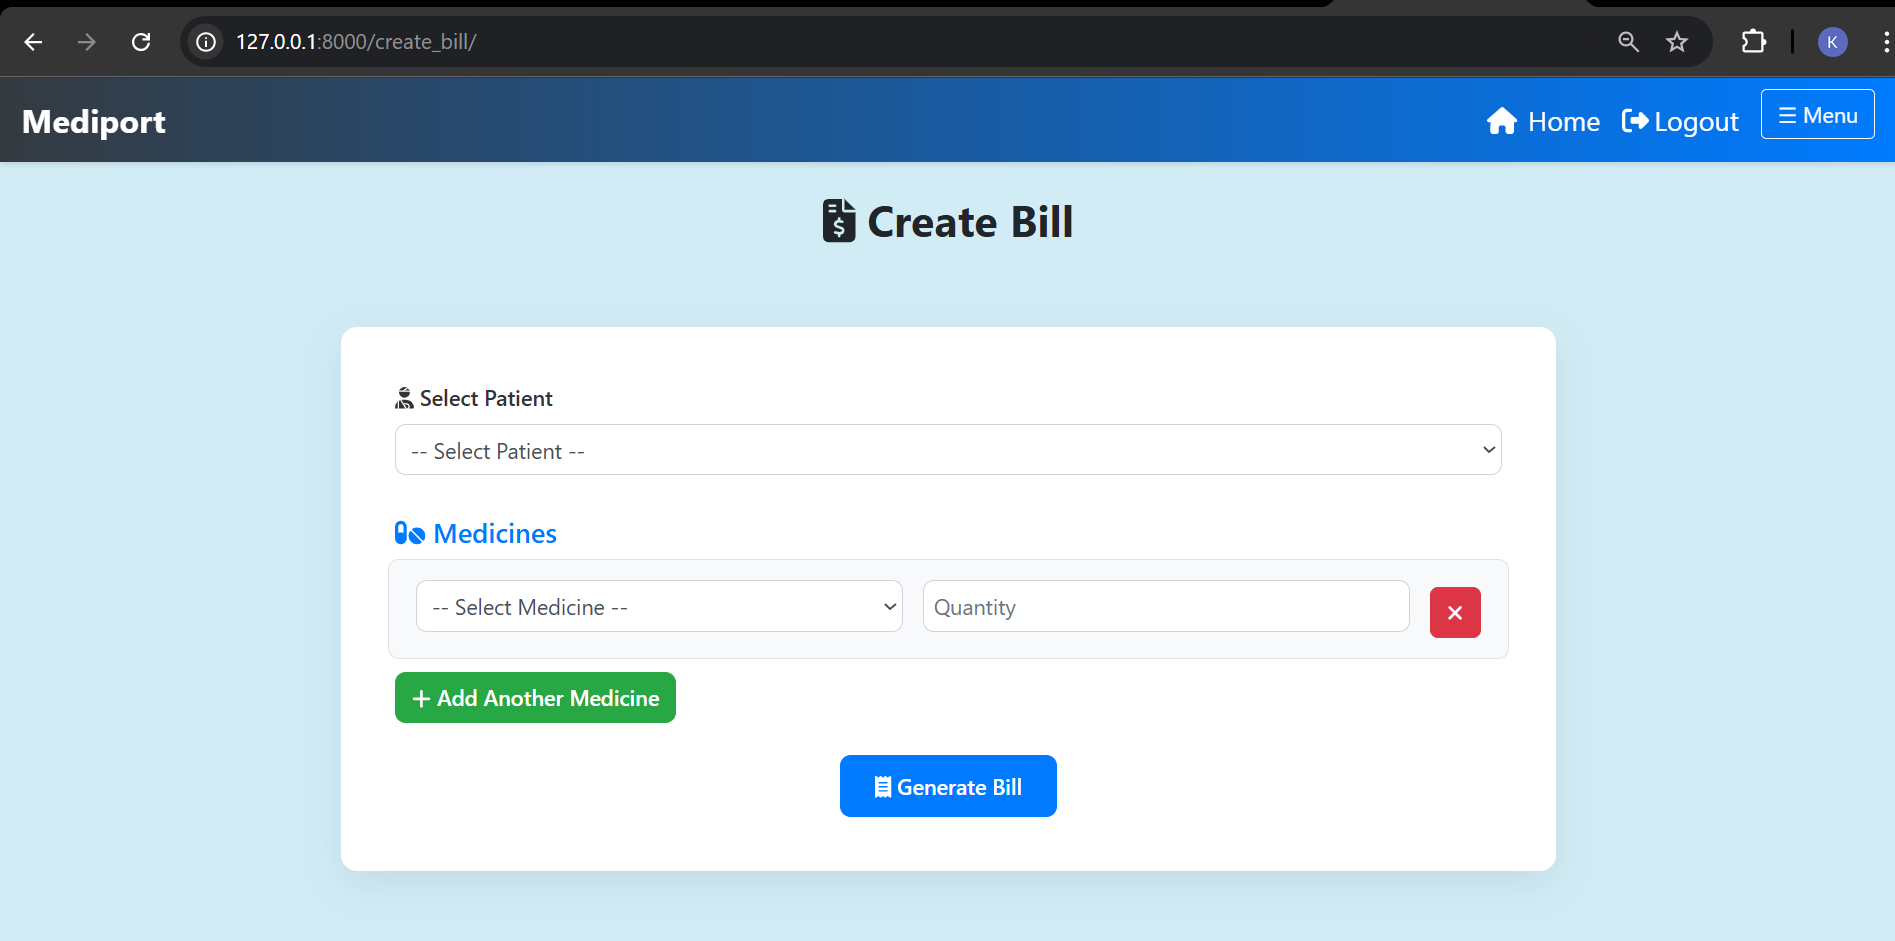 127.0.0.1:8000/create_bill/
K
Mediport
Home
Logout
☰ Menu
Create Bill
Select Patient
-- Select Patient --
Medicines
-- Select Medicine --
Quantity
+ Add Another Medicine
Generate Bill